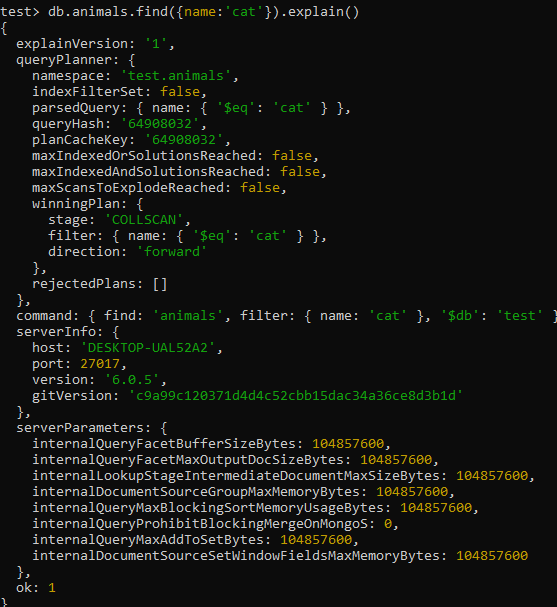 test> db.animals.find({name:'cat'}).explain()
{
  explainVersion: '1',
  queryPlanner: {
    namespace: 'test.animals',
    indexFilterSet: false,
    parsedQuery: { name: { '$eq': 'cat' } },
    queryHash: '64908032',
    planCacheKey: '64908032',
    maxIndexedOrSolutionsReached: false,
    maxIndexedAndSolutionsReached: false,
    maxScansToExplodeReached: false,
    winningPlan: {
      stage: 'COLLSCAN',
      filter: { name: { '$eq': 'cat' } },
      direction: 'forward'
    },
    rejectedPlans: []
  },
  command: { find: 'animals', filter: { name: 'cat' }, '$db': 'test' }
  serverInfo: {
    host: 'DESKTOP-UAL52A2',
    port: 27017,
    version: '6.0.5',
    gitVersion: 'c9a99c120371d4d4c52cbb15dac34a36ce8d3b1d'
  },
  serverParameters: {
    internalQueryFacetBufferSizeBytes: 104857600,
    internalQueryFacetMaxOutputDocSizeBytes: 104857600,
    internalLookupStageIntermediateDocumentMaxSizeBytes: 104857600,
    internalDocumentSourceGroupMaxMemoryBytes: 104857600,
    internalQueryMaxBlockingSortMemoryUsageBytes: 104857600,
    internalQueryProhibitBlockingMergeOnMongoS: 0,
    internalQueryMaxAddToSetBytes: 104857600,
    internalDocumentSourceSetWindowFieldsMaxMemoryBytes: 104857600
  },
  ok: 1
}